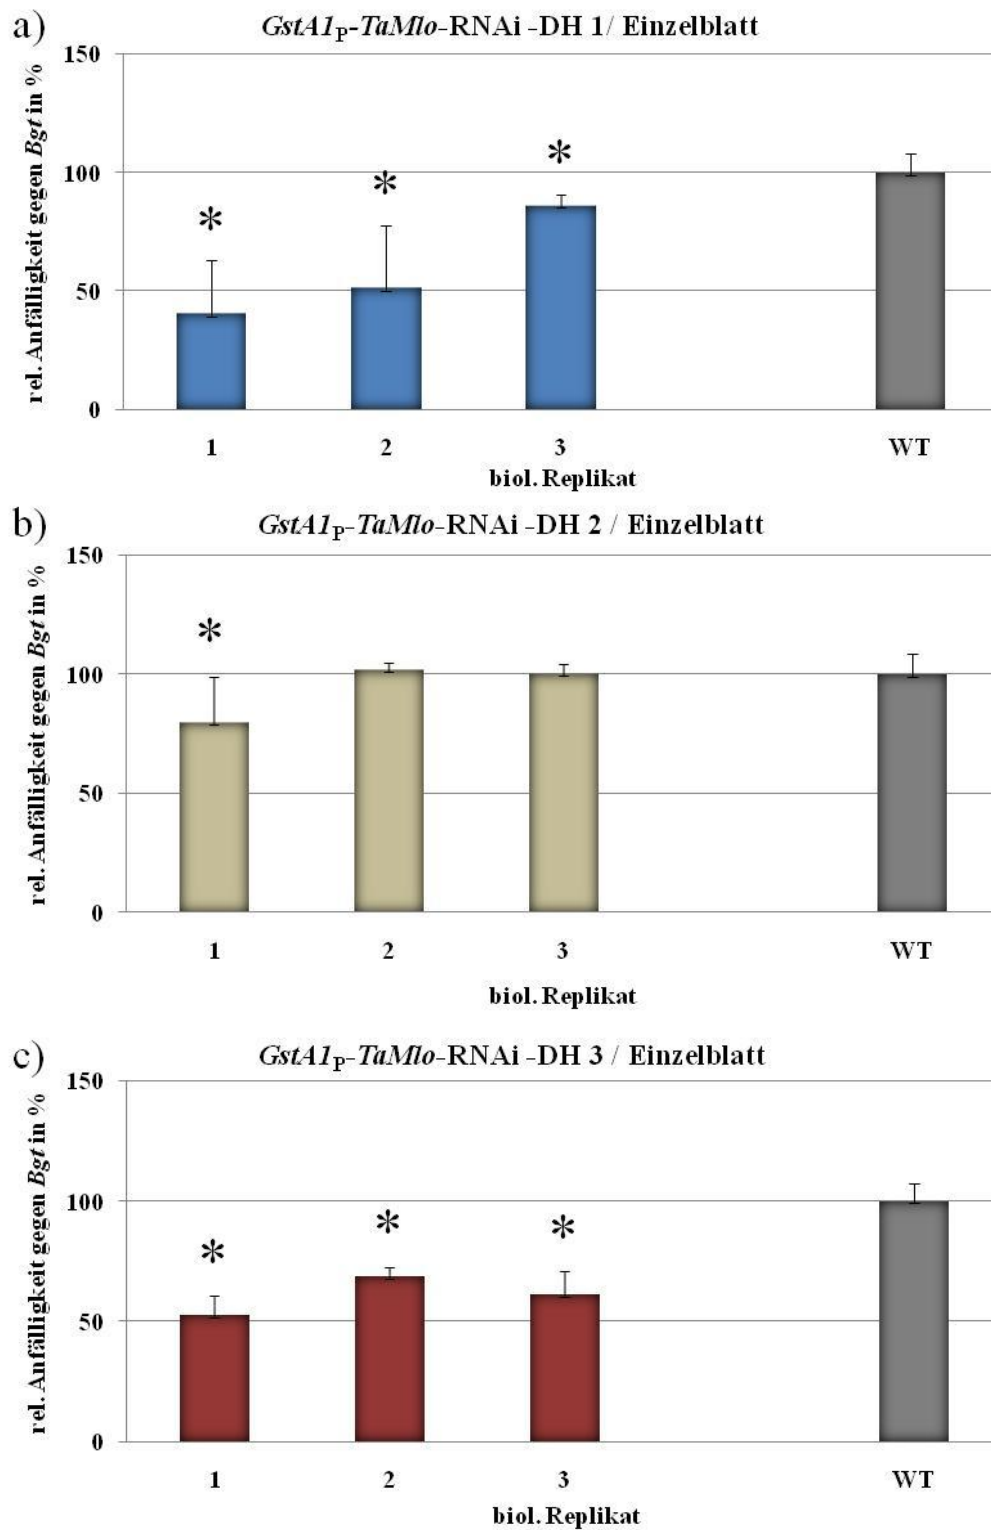 a)
GstA1P-TaMlo-RNAi -DH 1/ Einzelblatt
rel. Anfälligkeit gegen Bgt in %
150
100
50
0
* * *
1 2 3 WT
biol. Replikat
b)
GstA1P-TaMlo-RNAi -DH 2 / Einzelblatt
rel. Anfälligkeit gegen Bgt in %
150
100
50
0
*
1 2 3 WT
biol. Replikat
c)
GstA1P-TaMlo-RNAi -DH 3 / Einzelblatt
rel. Anfälligkeit gegen Bgt in %
150
100
50
0
* * *
1 2 3 WT
biol. Replikat